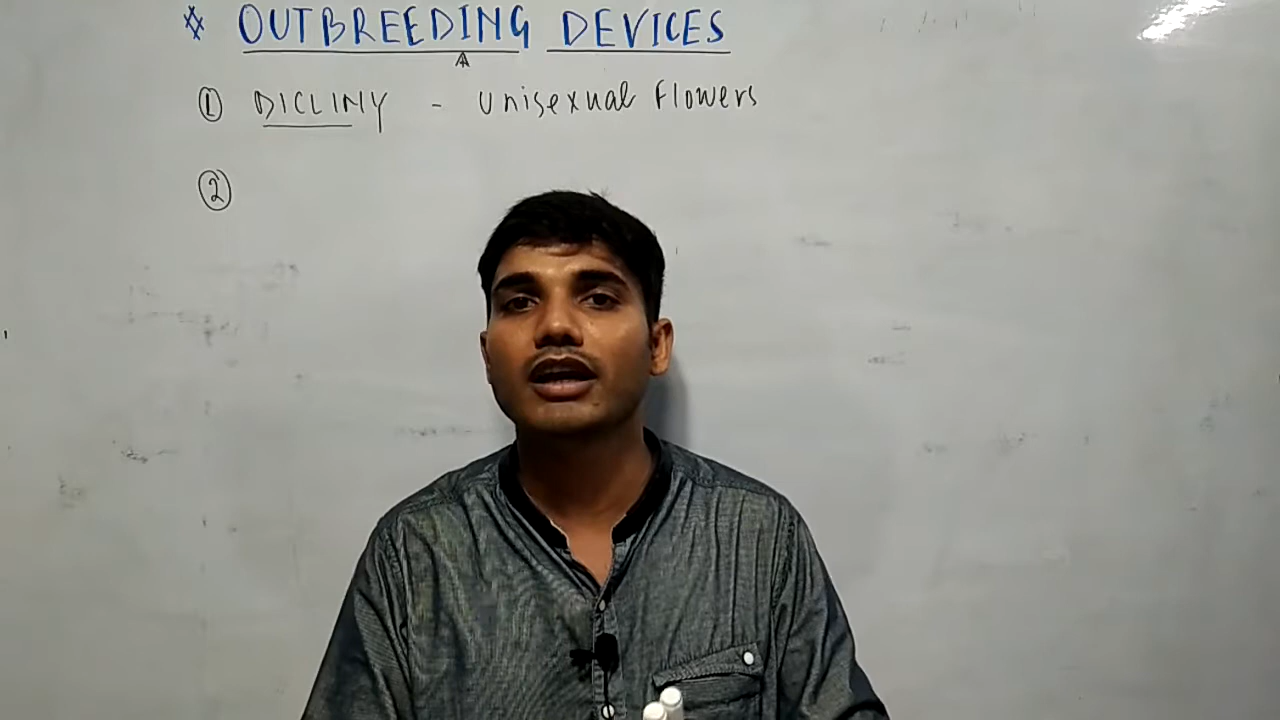 * OUTBREEDING DEVICES
① DICLINY - Unisexual Flowers
②